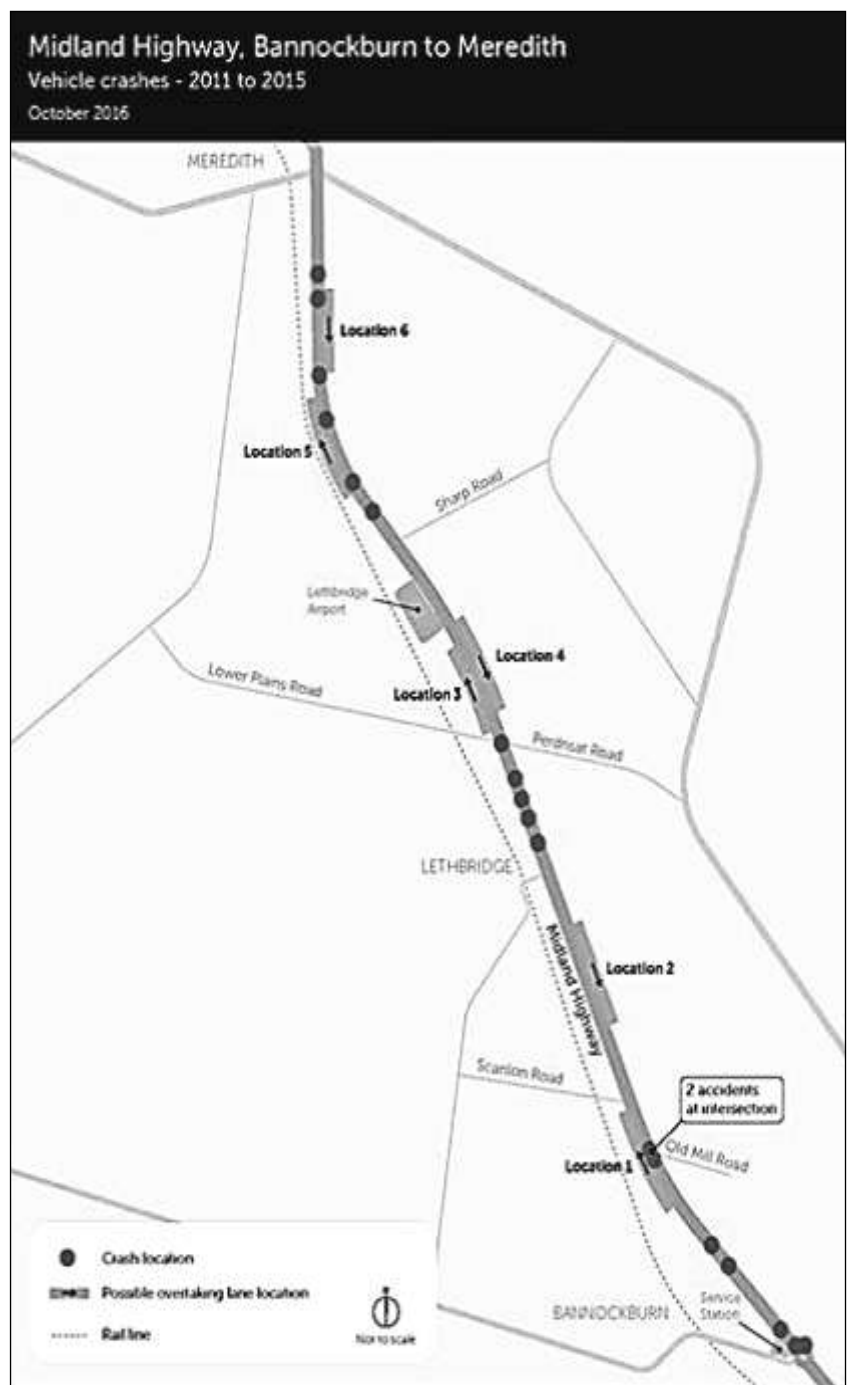 Midland Highway, Bannockburn to Meredith
Vehicle crashes - 2011 to 2015
October 2016
MEREDITH
Location 6
Location 5
Sharp Road
Lethbridge
Airport
Location 4
Location 3
Lower Plains Road
Perdrisat Road
LETHBRIDGE
Midland Highway
Location 2
Scanlon Road
2 accidents
at intersection
Old Mill Road
Location 1
Service
Station
BANNOCKBURN
Crash location
Possible overtaking lane location
Rail line
Not to scale